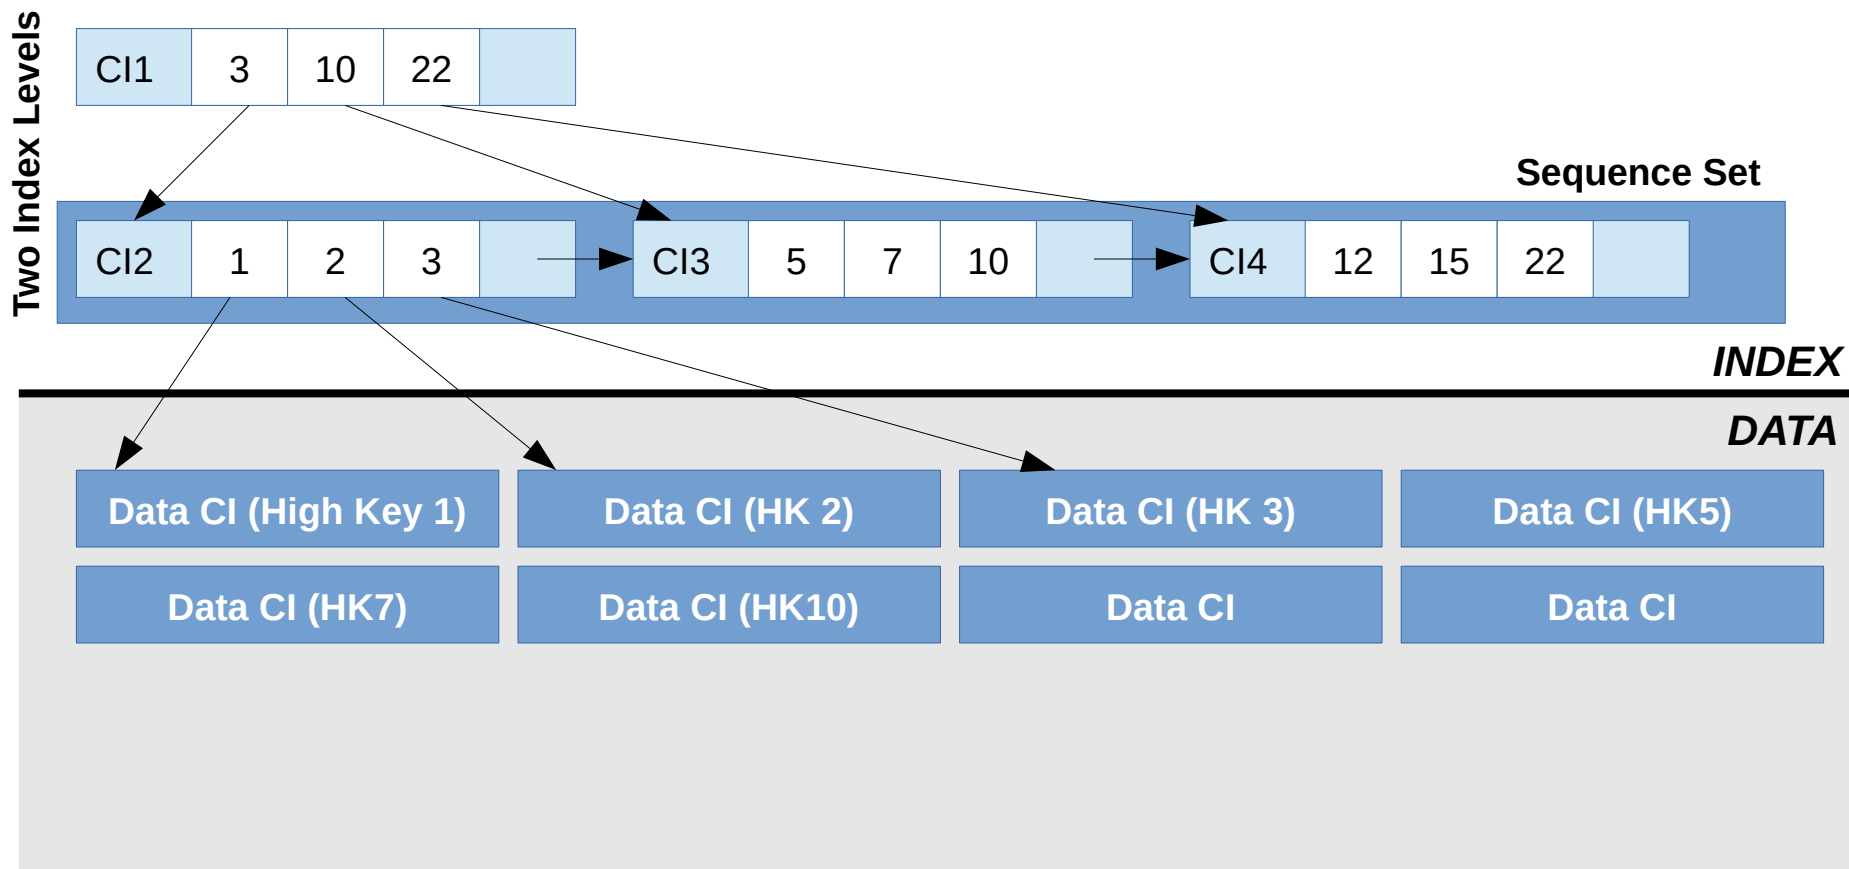 Two Index Levels
CI1 3 10 22
Sequence Set
CI2 1 2 3 CI3 5 7 10 CI4 12 15 22
INDEX
DATA
Data CI (High Key 1) Data CI (HK 2) Data CI (HK 3) Data CI (HK5)
Data CI (HK7) Data CI (HK10) Data CI Data CI